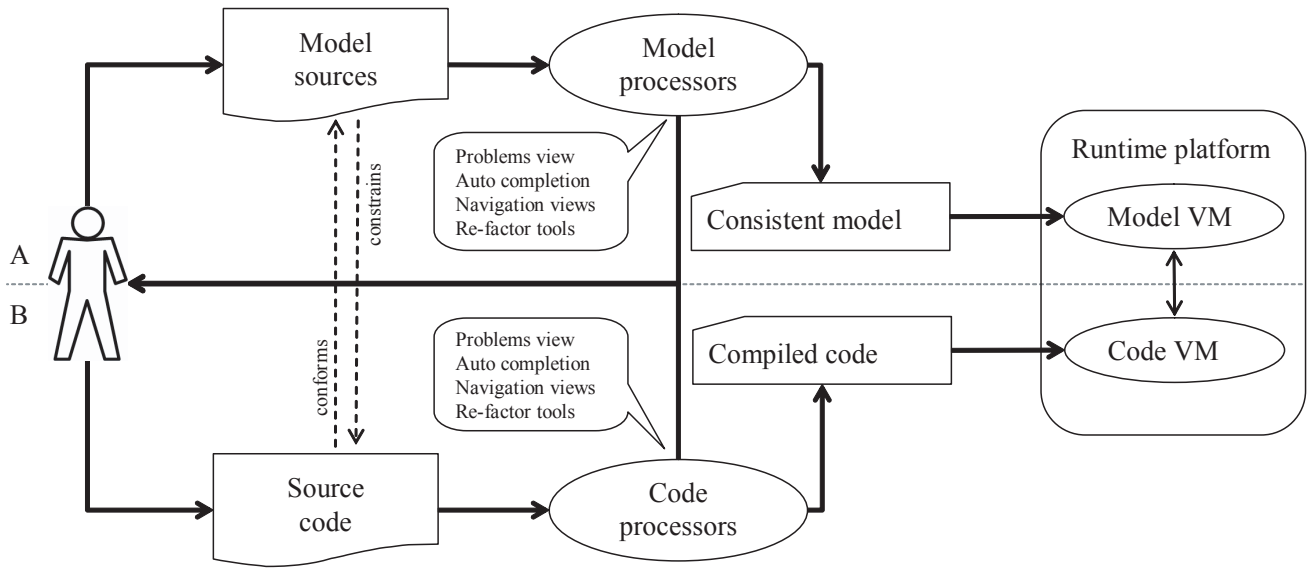 Model
sources
Model
processors
Problems view
Auto completion
Navigation views
Re-factor tools
constrains
conforms
Consistent model
Runtime platform
Model VM
A
B
Problems view
Auto completion
Navigation views
Re-factor tools
Compiled code
Code VM
Source
code
Code
processors